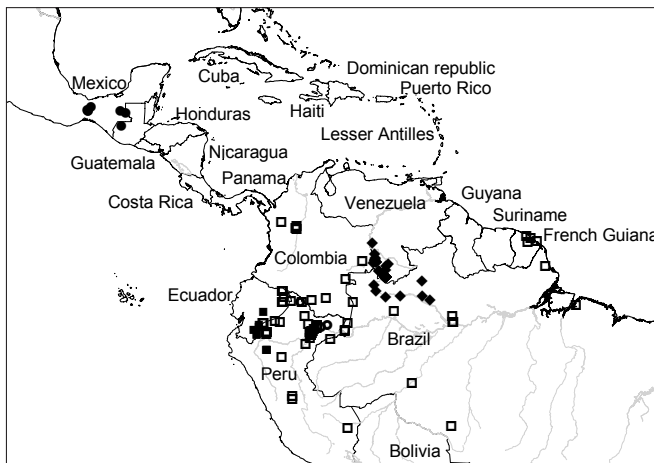 Mexico
Cuba
Dominican republic
Puerto Rico
Haiti
Honduras
Lesser Antilles
Guatemala
Nicaragua
Costa Rica
Panama
Venezuela
Guyana
Suriname
French Guiana
Colombia
Ecuador
Brazil
Peru
Bolivia